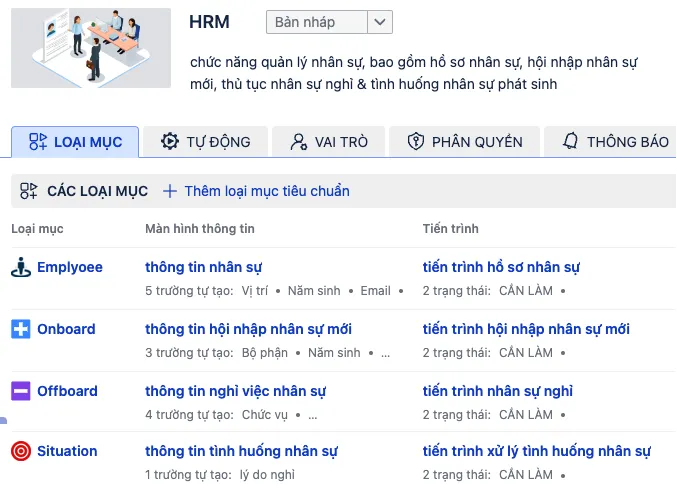 HRM
Bản nháp
chức năng quản lý nhân sự, bao gồm hồ sơ nhân sự, hội nhập nhân sự
mới, thủ tục nhân sự nghỉ & tình huống nhân sự phát sinh
LOẠI MỤC TỰ ĐỘNG VAI TRÒ PHÂN QUYỀN THÔNG BÁO
CÁC LOẠI MỤC Thêm loại mục tiêu chuẩn
Loại mục Màn hình thông tin Tiến trình
Emplyoee thông tin nhân sự tiến trình hồ sơ nhân sự
5 trường tự tạo: Vị trí • Năm sinh • Email • 2 trạng thái: CẦN LÀM •
Onboard thông tin hội nhập nhân sự mới tiến trình hội nhập nhân sự mới
3 trường tự tạo: Bộ phận • Năm sinh • ... 2 trạng thái: CẦN LÀM •
Offboard thông tin nghỉ việc nhân sự tiến trình nhân sự nghỉ
4 trường tự tạo: Chức vụ • ... 2 trạng thái: CẦN LÀM •
Situation thông tin tình huống nhân sự tiến trình xử lý tình huống nhân sự
1 trường tự tạo: lý do nghỉ 2 trạng thái: CẦN LÀM •